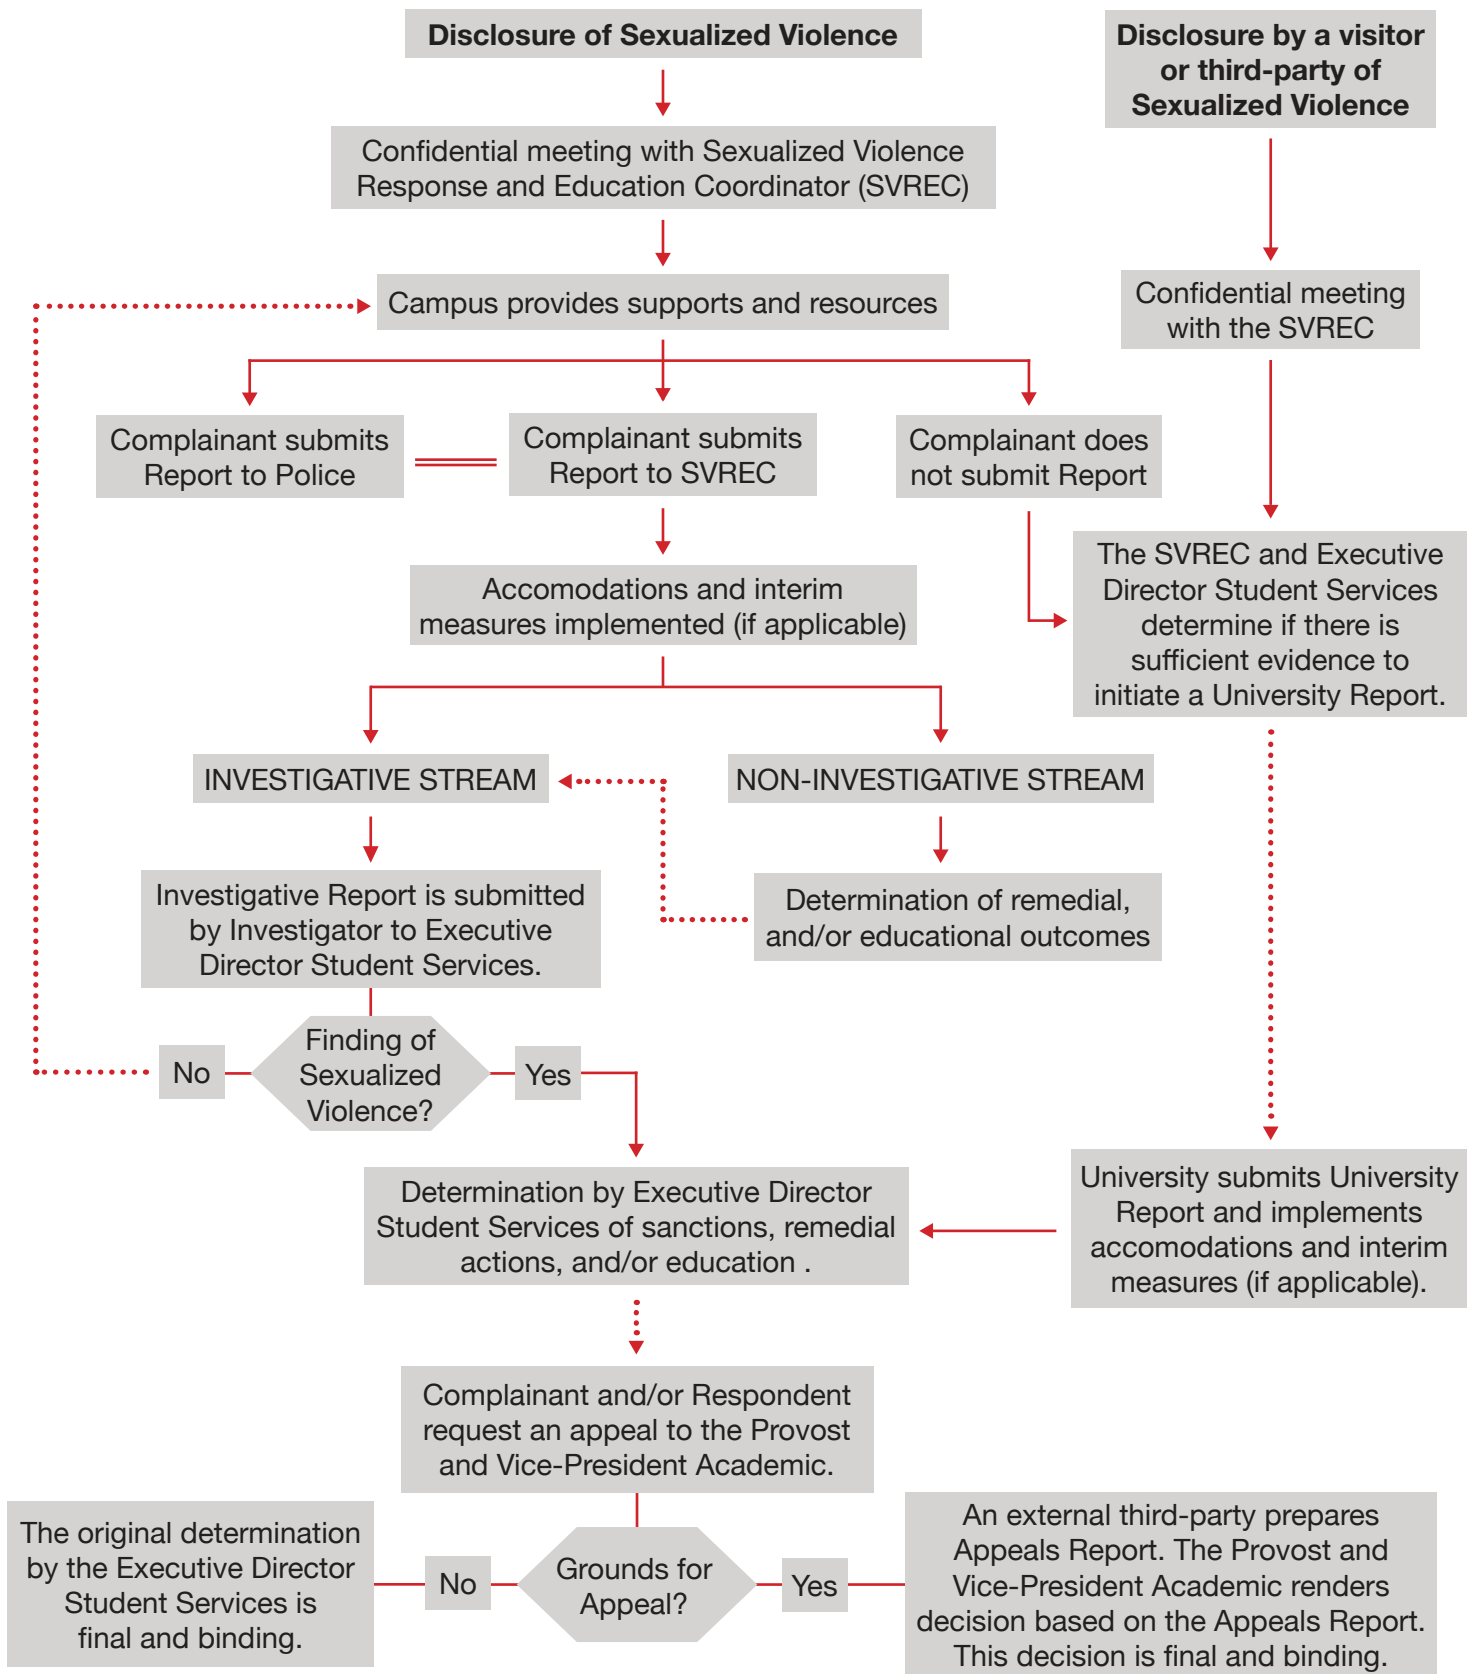 Disclosure of Sexualized Violence
Disclosure by a visitor
or third-party of
Sexualized Violence
Confidential meeting with Sexualized Violence
Response and Education Coordinator (SVREC)
Campus provides supports and resources
Confidential meeting
with the SVREC
Complainant submits
Report to Police
Complainant submits
Report to SVREC
Complainant does
not submit Report
The SVREC and Executive
Director Student Services
determine if there is
sufficient evidence to
initiate a University Report.
Accomodations and interim
measures implemented (if applicable)
INVESTIGATIVE STREAM
NON-INVESTIGATIVE STREAM
Investigative Report is submitted
by Investigator to Executive
Director Student Services.
Determination of remedial,
and/or educational outcomes
Finding of
Sexualized
Violence?
No
Yes
Determination by Executive Director
Student Services of sanctions, remedial
actions, and/or education .
University submits University
Report and implements
accomodations and interim
measures (if applicable).
Complainant and/or Respondent
request an appeal to the Provost
and Vice-President Academic.
The original determination
by the Executive Director
Student Services is
final and binding.
No
Grounds for
Appeal?
Yes
An external third-party prepares
Appeals Report. The Provost and
Vice-President Academic renders
decision based on the Appeals Report.
This decision is final and binding.